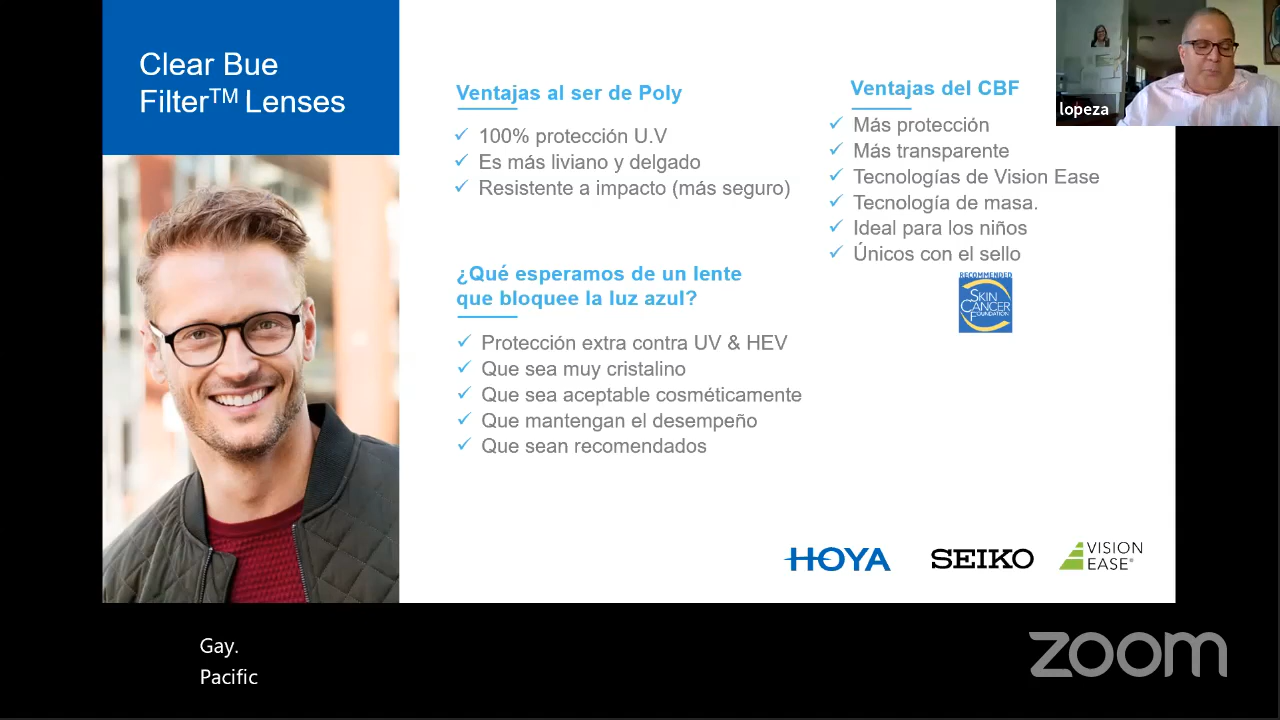 Clear Bue
Filter™ Lenses
Ventajas al ser de Poly
100% protección U.V
Es más liviano y delgado
Resistente a impacto (más seguro)
¿Qué esperamos de un lente
que bloquee la luz azul?
Protección extra contra UV & HEV
Que sea muy cristalino
Que sea aceptable cosméticamente
Que mantengan el desempeño
Que sean recomendados
Ventajas del CBF
Más protección
Más transparente
Tecnologías de Vision Ease
Tecnología de masa.
Ideal para los niños
Únicos con el sello
RECOMMENDED
SKIN
CANCER
FOUNDATION
lopeza
HOYA
SEIKO
VISION
EASE®
Gay.
Pacific
zoom